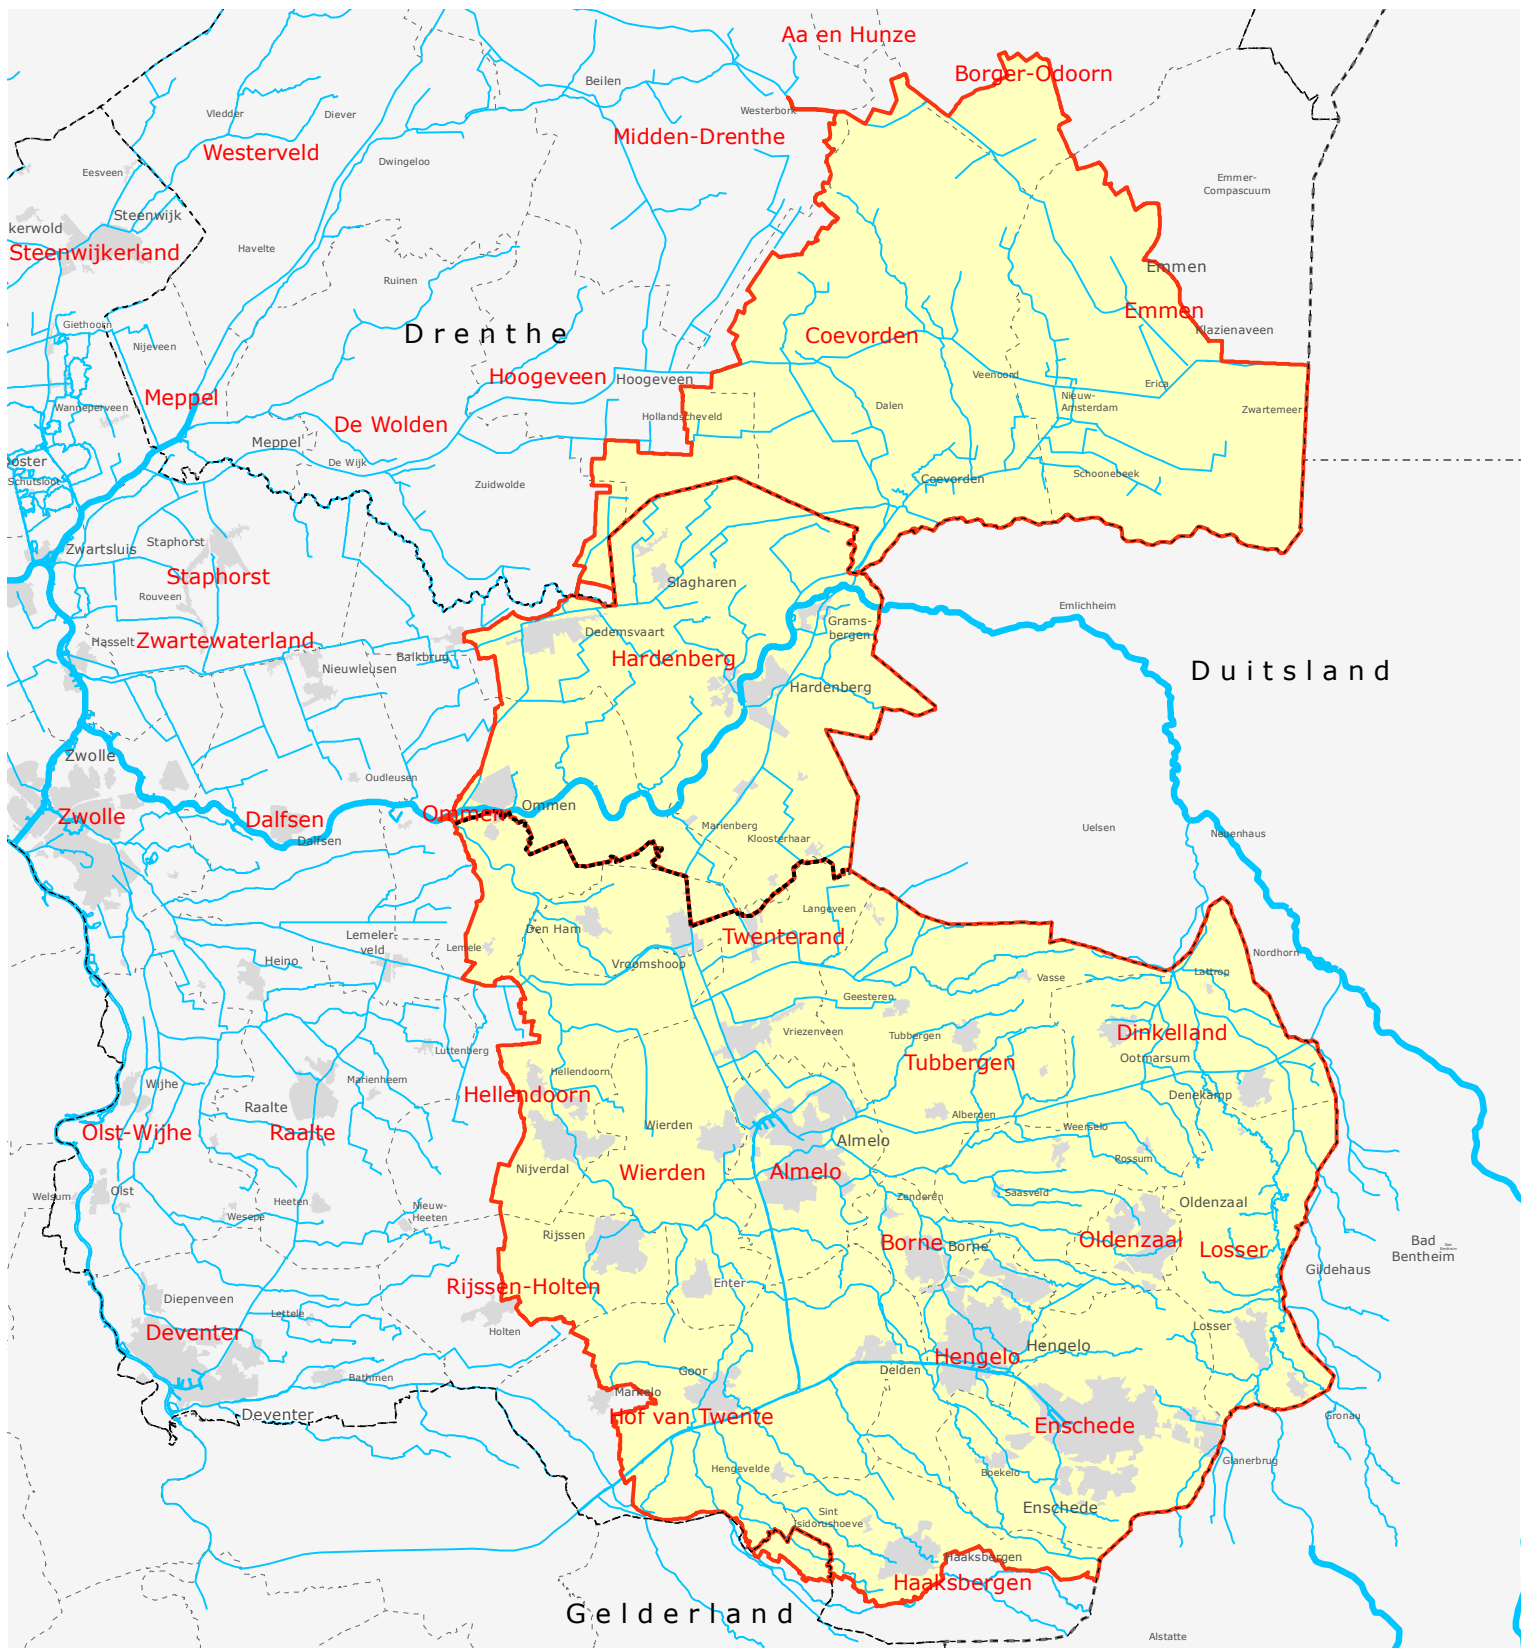 Aa en Hunze
Borger-Odoorn
Beilen
Westerbork
Vledder
Diever
Midden-Drenthe
Westerveld
Dwingeloo
Eesveen
Emmer-
Compascuum
Steenwijk
kerwold
Steenwijkerland
Havelte
Emmen
Ruinen
Emmen
Giethoorn
Klazienaveen
Drenthe
Coevorden
Nijeveen
Hoogeveen
Hoogeveen
Veenoord
Erica
Meppel
Nieuw-
Amsterdam
Wanneperveen
Dalen
Zwartemeer
Hollandscheveld
De Wolden
Meppel
De Wijk
ooster
Schutsloot
Zuidwolde
Coevorden
Schoonebeek
Zwartsluis
Staphorst
Staphorst
Slagharen
Rouveen
Emlichheim
Grams-
bergen
Dedemsvaart
Hasselt
Zwartewaterland
Balkbrug
Nieuwleusen
Hardenberg
Duitsland
Hardenberg
Zwolle
Oudleusen
Ommen
Ommen
Zwolle
Dalfsen
Dalfsen
Marienberg
Kloosterhaar
Uelsen
Neuenhaus
Langeveen
Den Ham
Twenterand
Lemeler-
veld
Lemele
Heino
Vroomshoop
Nordhorn
Lattrop
Vasse
Geesteren
Vriezenveen
Tubbergen
Dinkelland
Luttenberg
Ootmarsum
Tubbergen
Hellendoorn
Marienheem
Wijhe
Hellendoorn
Denekamp
Raalte
Albergen
Wierden
Weerselo
Olst-Wijhe
Raalte
Almelo
Rossum
Nijverdal
Wierden
Almelo
Welsum
Olst
Zenderen
Saasveld
Oldenzaal
Heeten
Nieuw-
Heeten
Wesepe
Rijssen
Borne
Borne
Oldenzaal
Losser
Bad
Bentheim
Gildehaus
Rijssen-Holten
Enter
Diepenveen
Lettele
Deventer
Holten
Losser
Hengelo
Hengelo
Goor
Delden
Bathmen
Markelo
Deventer
Hof van Twente
Enschede
Gronau
Glanerbrug
Hengevelde
Boekelo
Enschede
Sint
Isidorushoeve
Haaksbergen
Haaksbergen
Gelderland
Alstatte